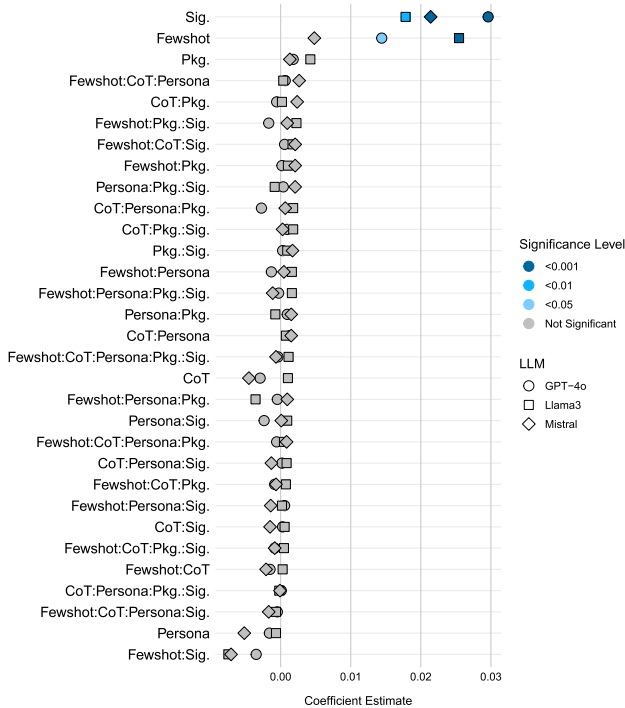 Sig.
Fewshot
Pkg.
Fewshot:CoT:Persona
CoT:Pkg.
Fewshot:Pkg.:Sig.
Fewshot:CoT:Sig.
Fewshot:Pkg.
Persona:Pkg.:Sig.
CoT:Persona:Pkg.
CoT:Pkg.:Sig.
Pkg.:Sig.
Fewshot:Persona
Fewshot:Persona:Pkg.:Sig.
Persona:Pkg.
CoT:Persona
Fewshot:CoT:Persona:Pkg.:Sig.
CoT
Fewshot:Persona:Pkg.
Persona:Sig.
Fewshot:CoT:Persona:Pkg.
CoT:Persona:Sig.
Fewshot:CoT:Pkg.
Fewshot:Persona:Sig.
CoT:Sig.
Fewshot:CoT:Pkg.:Sig.
Fewshot:CoT
CoT:Persona:Pkg.:Sig.
Fewshot:CoT:Persona:Sig.
Persona
Fewshot:Sig.
0.00 0.01 0.02 0.03
Coefficient Estimate
Significance Level
<0.001
<0.01
<0.05
Not Significant
LLM
GPT−4o
Llama3
Mistral